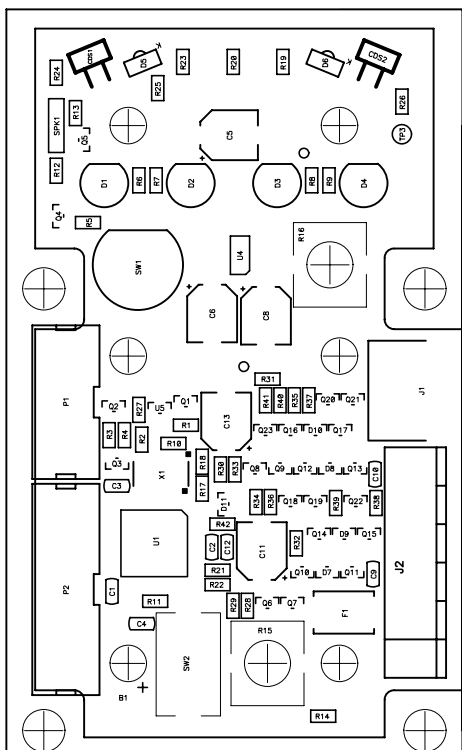 CDS1
D5
R23
R20
R19
D6
CDS2
R24
R25
R26
R13
SPK1
Q5
C5
TP3
R12
D1
R6
R7
D2
D3
R8
R9
D4
Q4
R5
R16
U4
SW1
C6
C8
R31
J1
P1
Q2
R27
U5
Q1
R41
R40
R35
R37
Q20
Q21
R3
R4
R2
R1
C13
Q23
Q16
D10
Q17
R10
Q3
X1
R18
R30
R33
Q8
Q9
Q12
D8
Q13
C10
C3
R17
D11
R34
R36
Q18
Q19
R39
Q22
R38
P2
U1
R42
C2
C12
C11
R32
Q14
D9
Q15
J2
R21
R22
Q10
D7
Q11
C9
C1
R11
R29
R28
Q6
Q7
F1
C4
SW2
R15
B1
+
R14